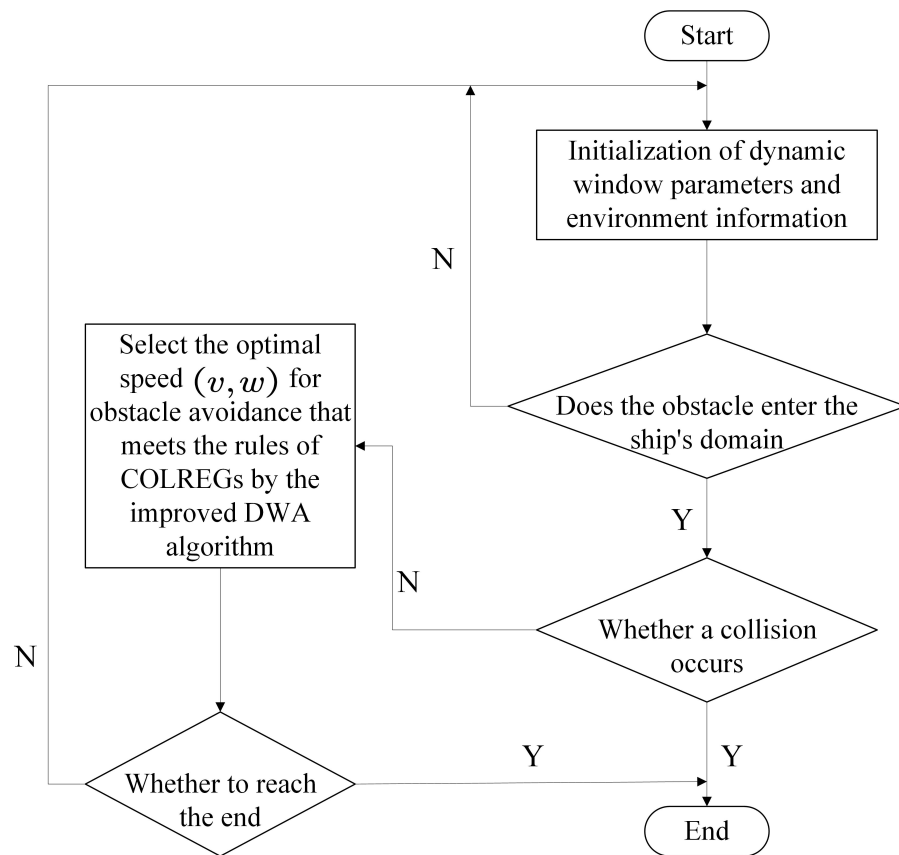 Start
Initialization of dynamic
window parameters and
environment information
N
Does the obstacle enter the
ship's domain
Y
Select the optimal
speed (v, w) for
obstacle avoidance that
meets the rules of
COLREGs by the
improved DWA
algorithm
N
Whether a collision
occurs
N
Y
Y
Whether to reach
the end
End